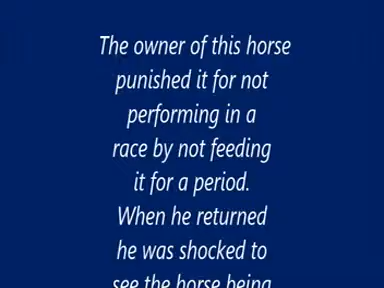 The owner of this horse
punished it for not
performing in a
race by not feeding
it for a period.
When he returned
he was shocked to
see the horse being